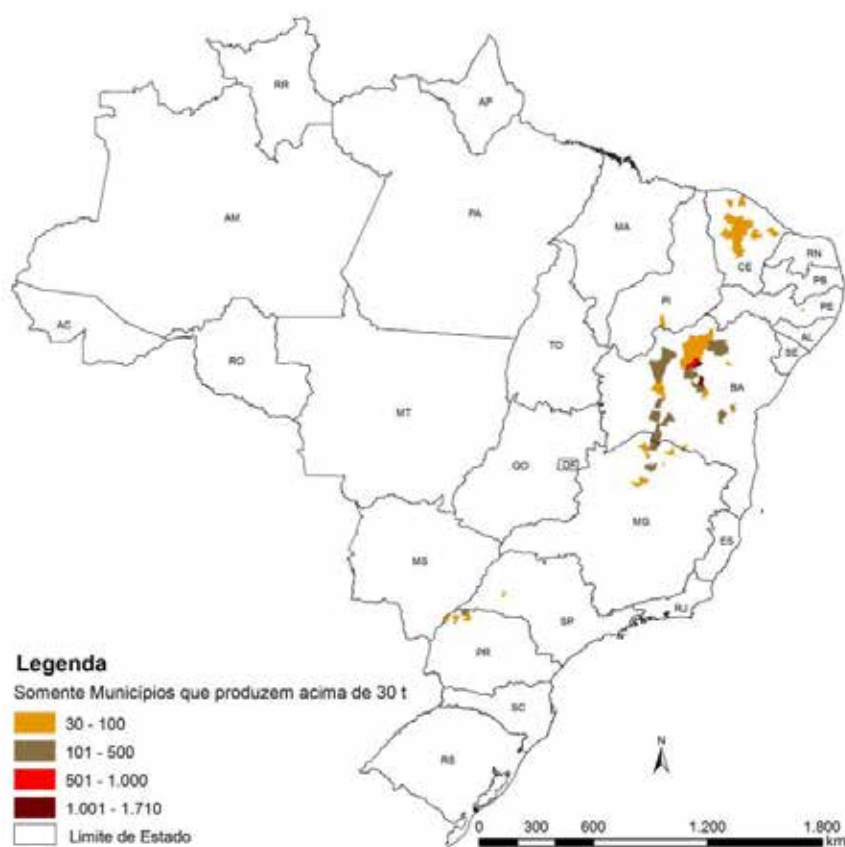 RR
AP
AM
PA
MA
CE
RN
PB
PI
PE
AL
SE
AC
TO
RO
BA
MT
GO
DF
MG
ES
MS
SP
RJ
PR
SC
RS
Legenda
Somente Municípios que produzem acima de 30 t
30 - 100
101 - 500
501 - 1.000
1.001 - 1.710
Limite de Estado
N
0 300 600 1.200 1.800
km